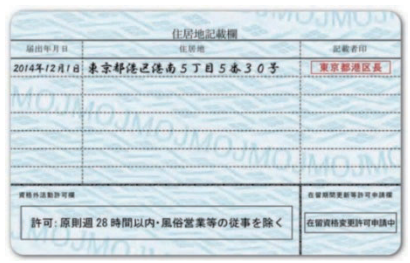 住居地記載欄
届出年月日 住居地 記載者印
2014年12月1日 東京都港区港南5丁目5番30号 東京都港区長
MOJMOJMOJ
資格外活動許可欄 在留期間更新等許可申請欄
許可:原則週28時間以内・風俗営業等の従事を除く 在留資格変更許可申請中